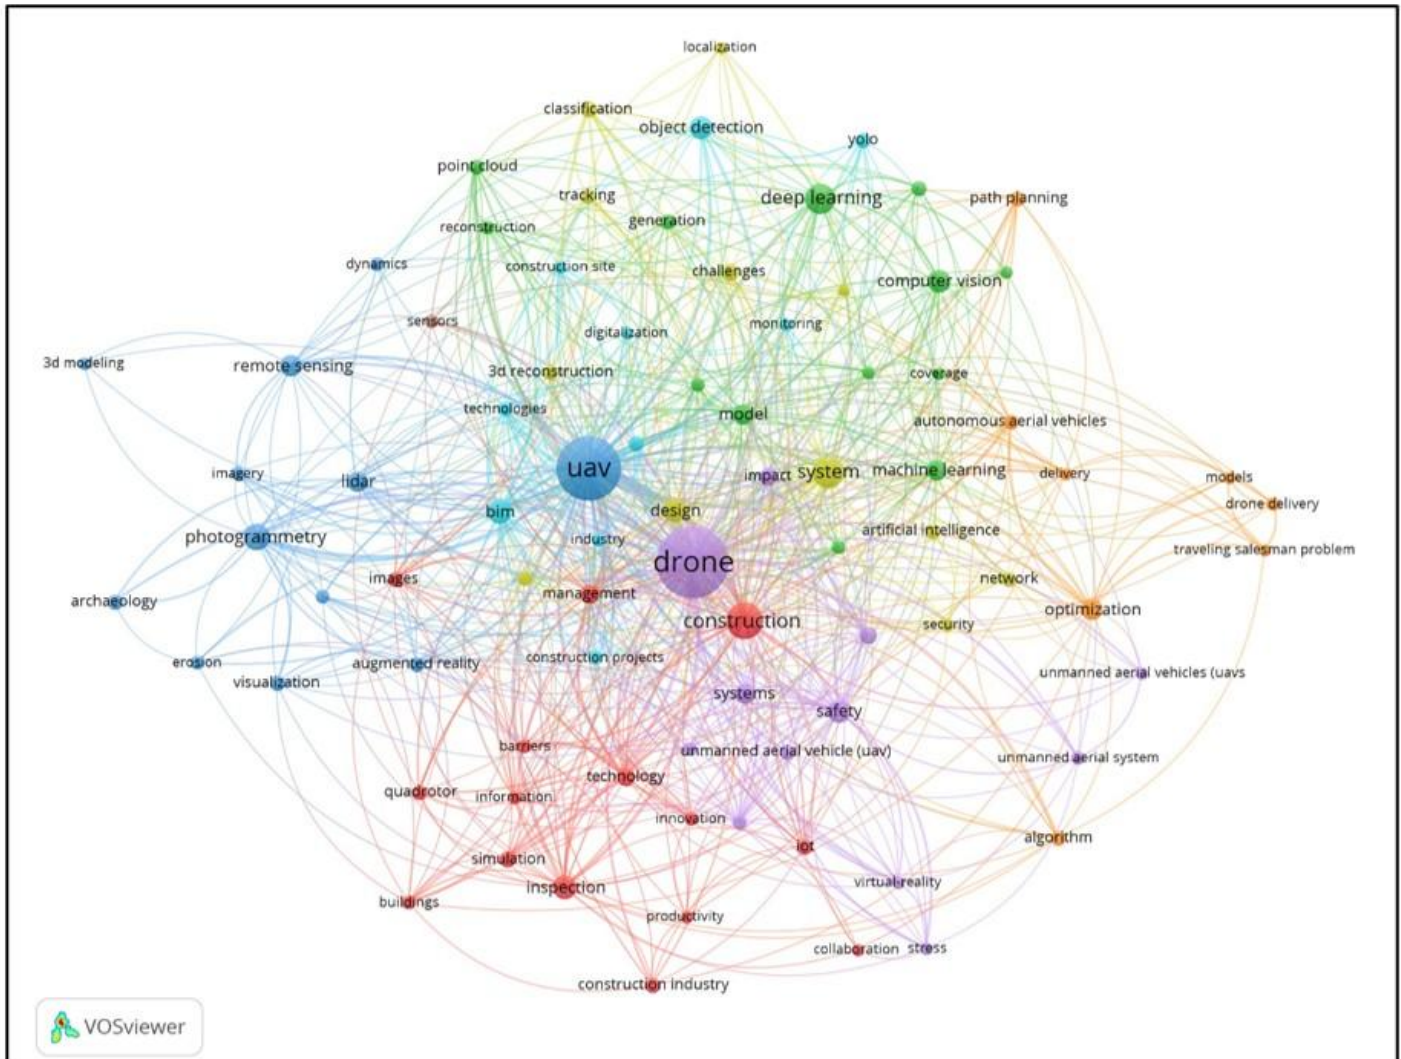 localization
classification
object detection
yolo
point cloud
deep learning
path planning
tracking
generation
reconstruction
dynamics
construction site
challenges
computer vision
sensors
digitalization
monitoring
3d modeling
remote sensing
3d reconstruction
coverage
technologies
model
autonomous aerial vehicles
uav
imagery
lidar
impact
system
machine learning
delivery
models
drone delivery
bim
design
photogrammetry
industry
artificial intelligence
traveling salesman problem
drone
images
management
network
archaeology
construction
security
optimization
erosion
augmented reality
construction projects
unmanned aerial vehicles (uavs
visualization
systems
safety
barriers
unmanned aerial vehicle (uav)
unmanned aerial system
technology
quadrotor
information
innovation
iot
algorithm
simulation
inspection
virtual reality
buildings
productivity
collaboration
stress
construction industry
VOSviewer